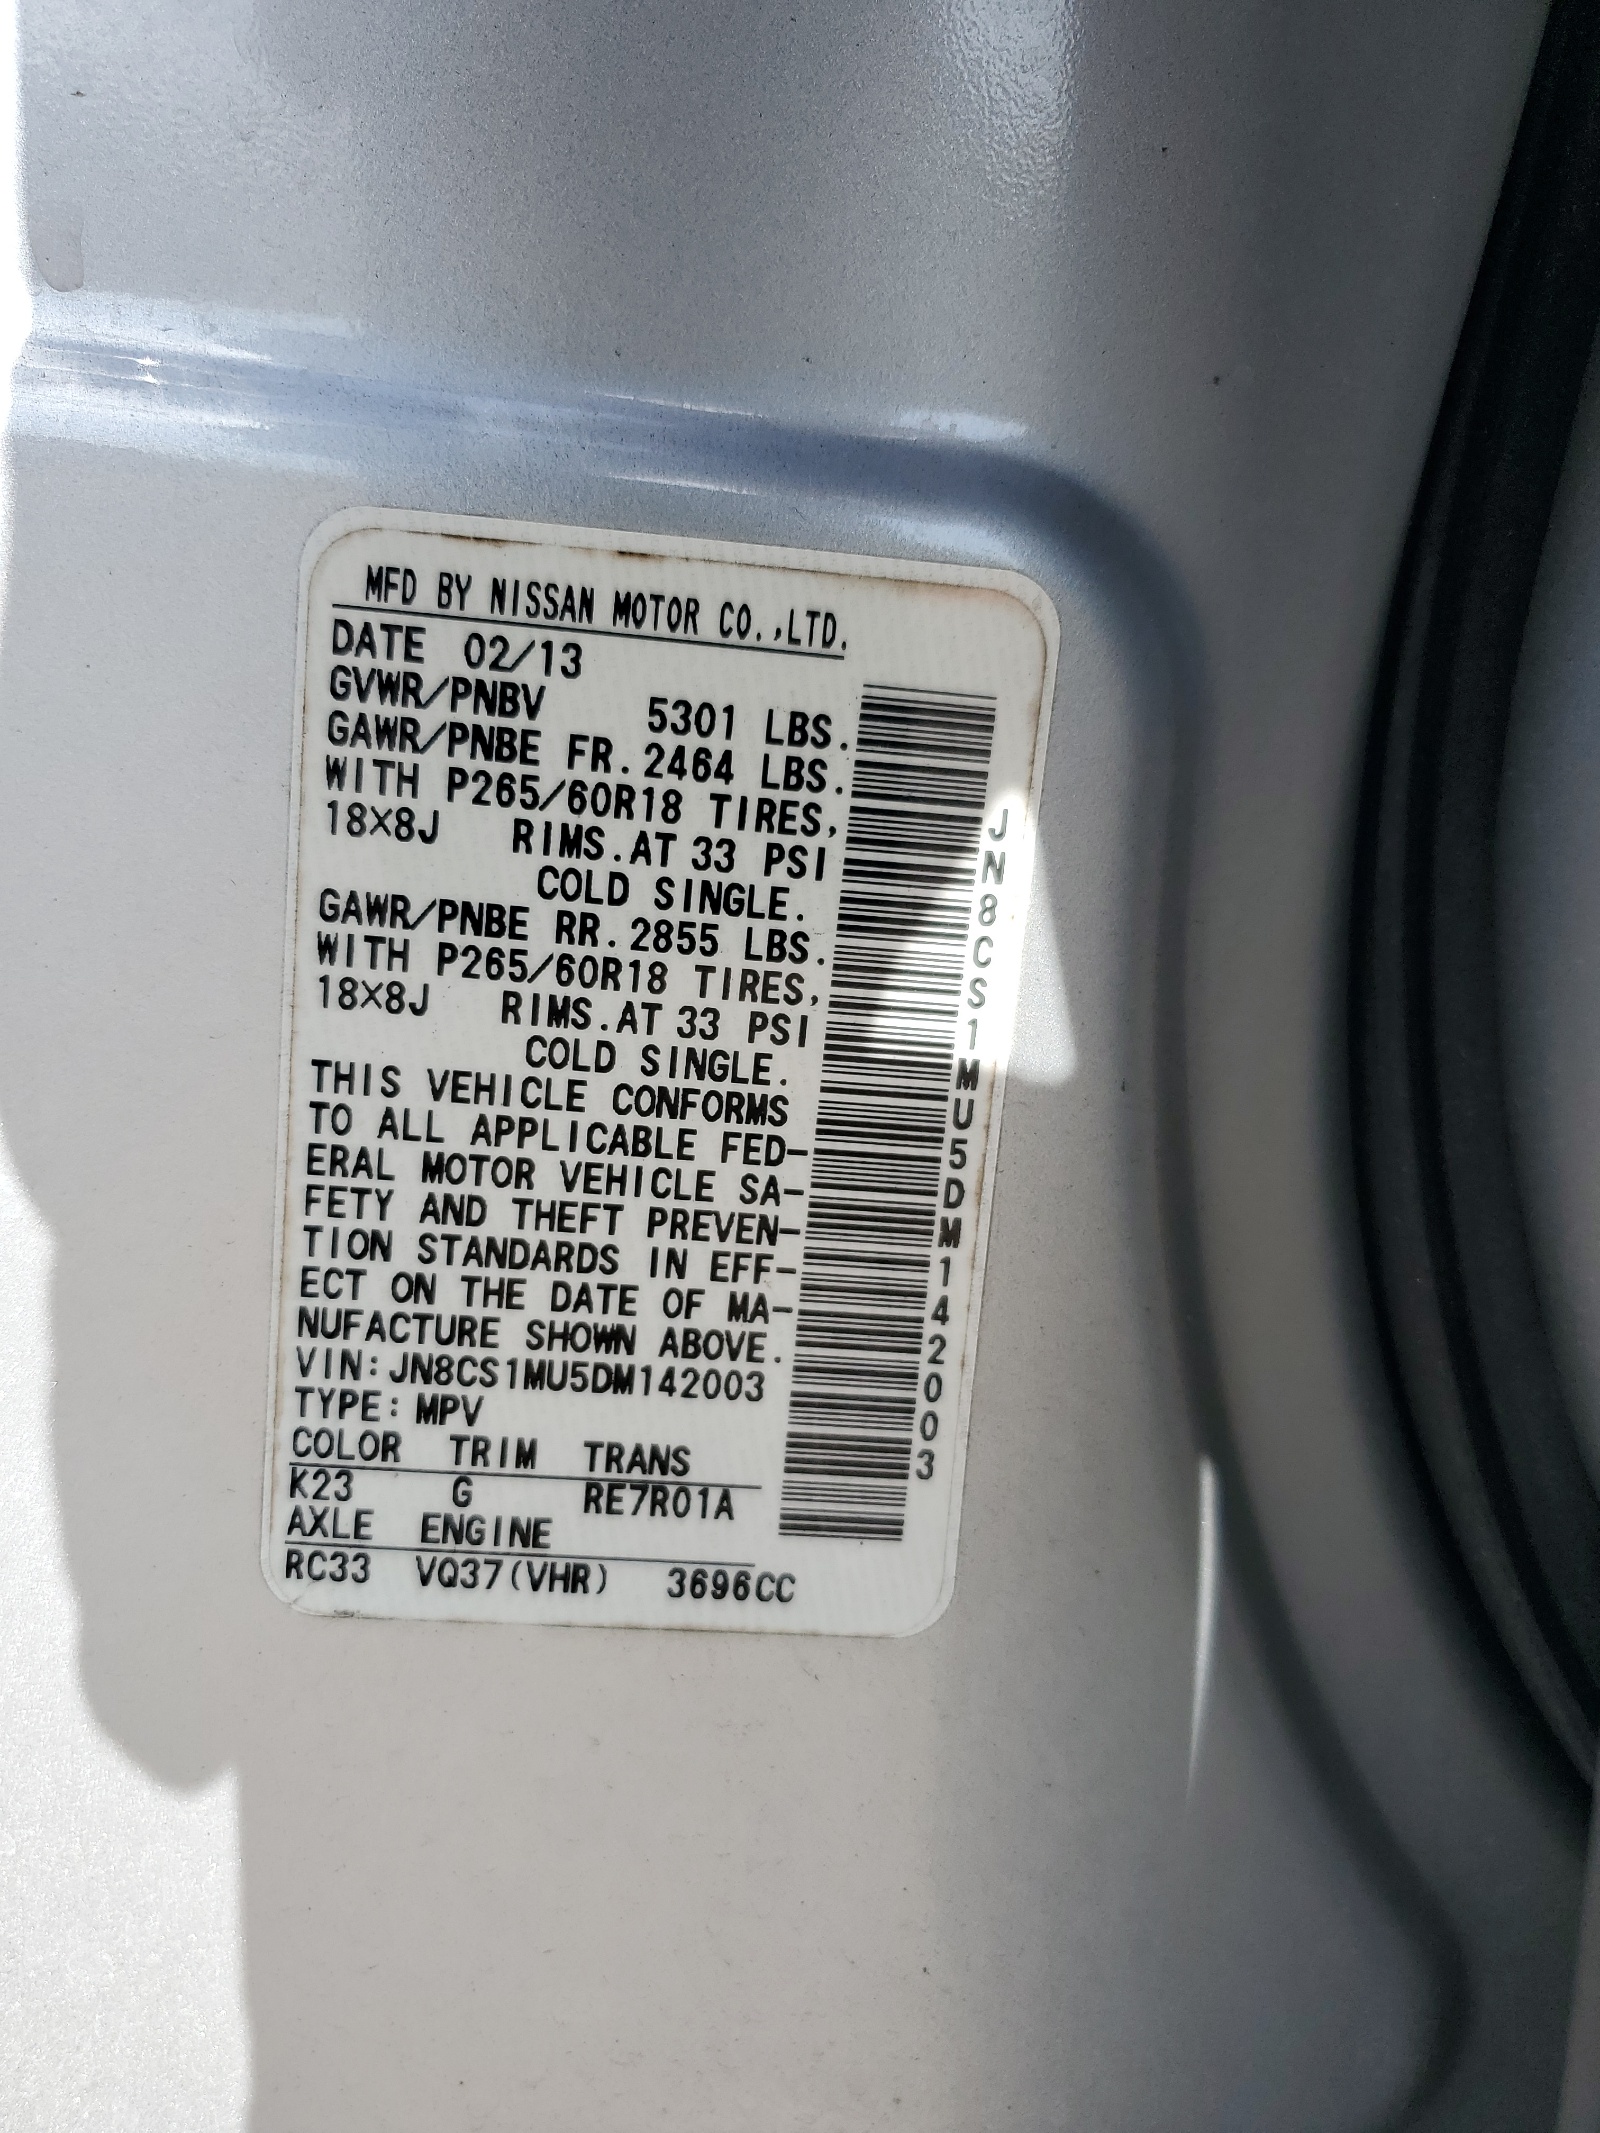 MFD BY NISSAN MOTOR CO.,LTD.
DATE 02/13
GVWR/PNBV 5301 LBS.
GAWR/PNBE FR. 2464 LBS.
WITH P265/60R18 TIRES,
18X8J RIMS. AT 33 PSI
COLD SINGLE.
GAWR/PNBE RR. 2855 LBS.
WITH P265/60R18 TIRES,
18X8J RIMS. AT 33 PSI
COLD SINGLE.
THIS VEHICLE CONFORMS
TO ALL APPLICABLE FED-
ERAL MOTOR VEHICLE SA-
FETY AND THEFT PREVEN-
TION STANDARDS IN EFF-
ECT ON THE DATE OF MA-
NUFACTURE SHOWN ABOVE.
VIN: JN8CS1MU5DM142003
TYPE: MPV
COLOR TRIM TRANS
K23 G RE7R01A
AXLE ENGINE
RC33 VQ37(VHR) 3696CC
JN8CS1MU5DM142003